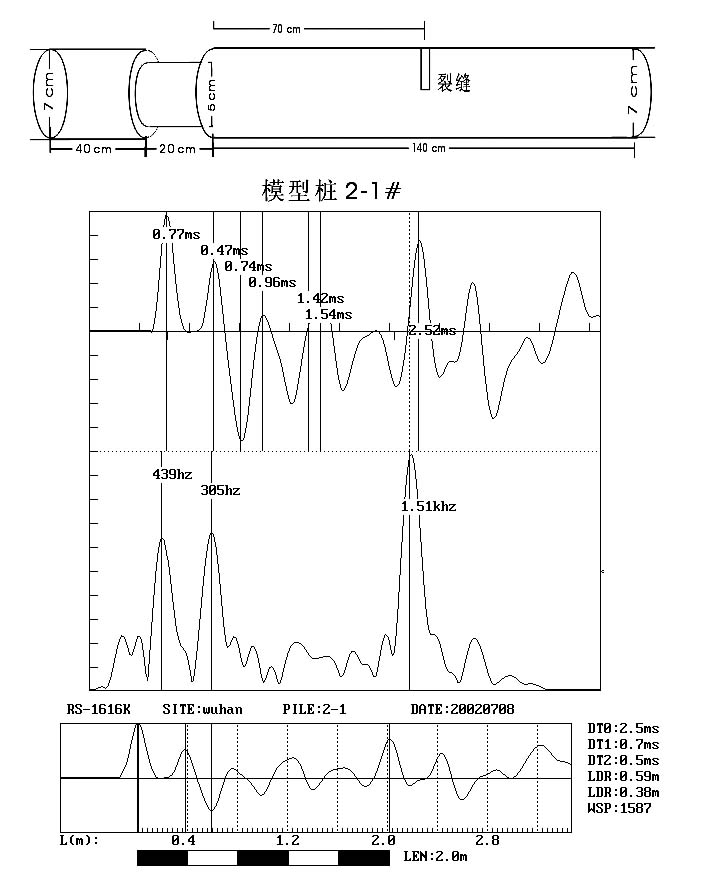 70 cm
裂缝
7 cm
5 cm
7 cm
40 cm
20 cm
140 cm
模型桩 2-1#
0.77ms
0.47ms
0.74ms
0.96ms
1.42ms
1.54ms
2.52ms
439hz
305hz
1.51khz
RS-1616K SITE:wuhan PILE:2-1 DATE:20020708
DT0:2.5ms
DT1:0.7ms
DT2:0.5ms
LDR:0.59m
LDR:0.38m
WSP:1587
L(m): 0.4 1.2 2.0 2.8
LEN:2.0m